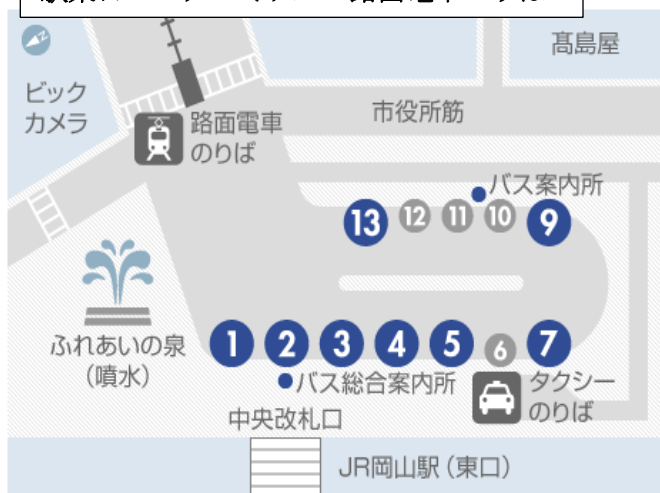 髙島屋
ビック
カメラ
市役所筋
路面電車
のりば
バス案内所
13 12 11 10 9
ふれあいの泉
(噴水)
1 2 3 4 5 6 7
バス総合案内所
タクシー
のりば
中央改札口
JR岡山駅(東口)